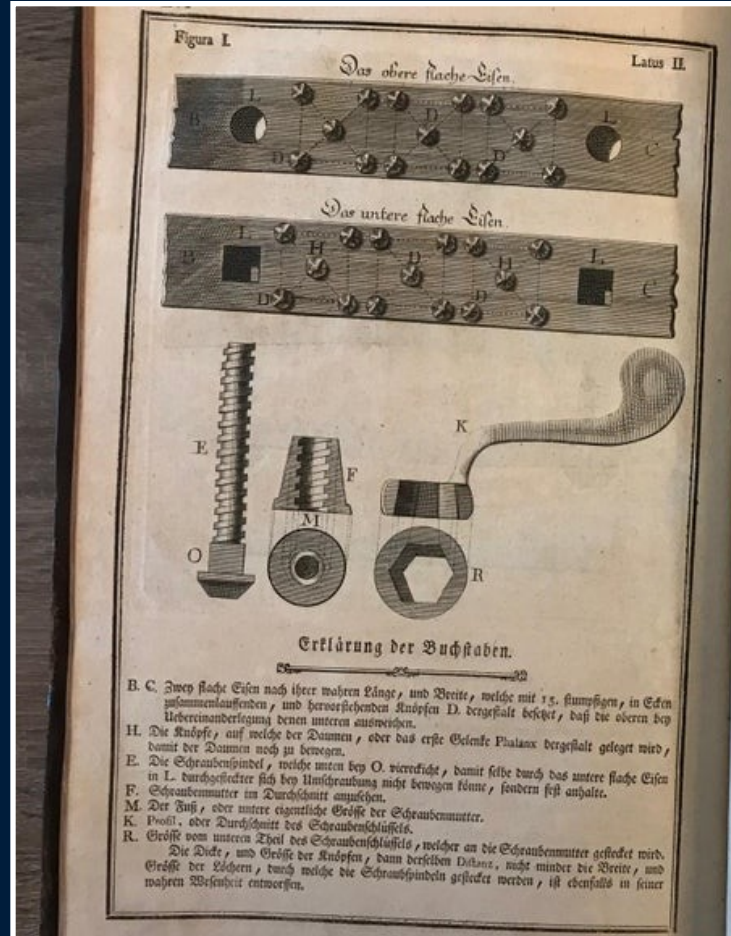 Figura I.
Latus II.
Das obere flache Eisen.
L
L
B
D
C
D
D
Das untere flache Eisen.
L
L
B
H
D
H
C
D
D
E
F
K
M
O
R
Erklärung der Buchstaben.
B. C. Zwey flache Eisen nach ihrer wahren Länge, und Breite, welche mit 15. stumpfigen, in Ecken
zusammenlauffenden, und hervorstehenden Knöpfen D. dergestalt besetzet, daß die oberen bey
Uebereinanderlegung denen unteren ausweichen.
H. Die Knöpfe, auf welche der Daumen, oder das erste Gelenke Phalanx dergestalt geleget wird,
damit der Daumen noch zu bewegen.
E. Die Schraubenspindel, welche unten bey O. viereckicht, damit selbe durch das untere flache Eisen
in L. durchgesteckter sich bey Umschraubung nicht bewegen könne, sondern fest anhalte.
F. Schraubenmutter im Durchschnitt anzusehen.
M. Der Fuß, oder untere eigentliche Grösse der Schraubenmutter.
K. Profil, oder Durchschnitt des Schraubenschlüssels.
R. Grösse vom unteren Theil des Schraubenschlüssels, welcher an die Schraubenmutter gestecket wird.
Die Dicke, und Grösse der Knöpfen, dann derselben Distanz, nicht minder die Breite, und
Grösse der Löchern, durch welche die Schraubspindeln gestecket werden, ist ebenfalls in seiner
wahren Wesenheit entworffen.